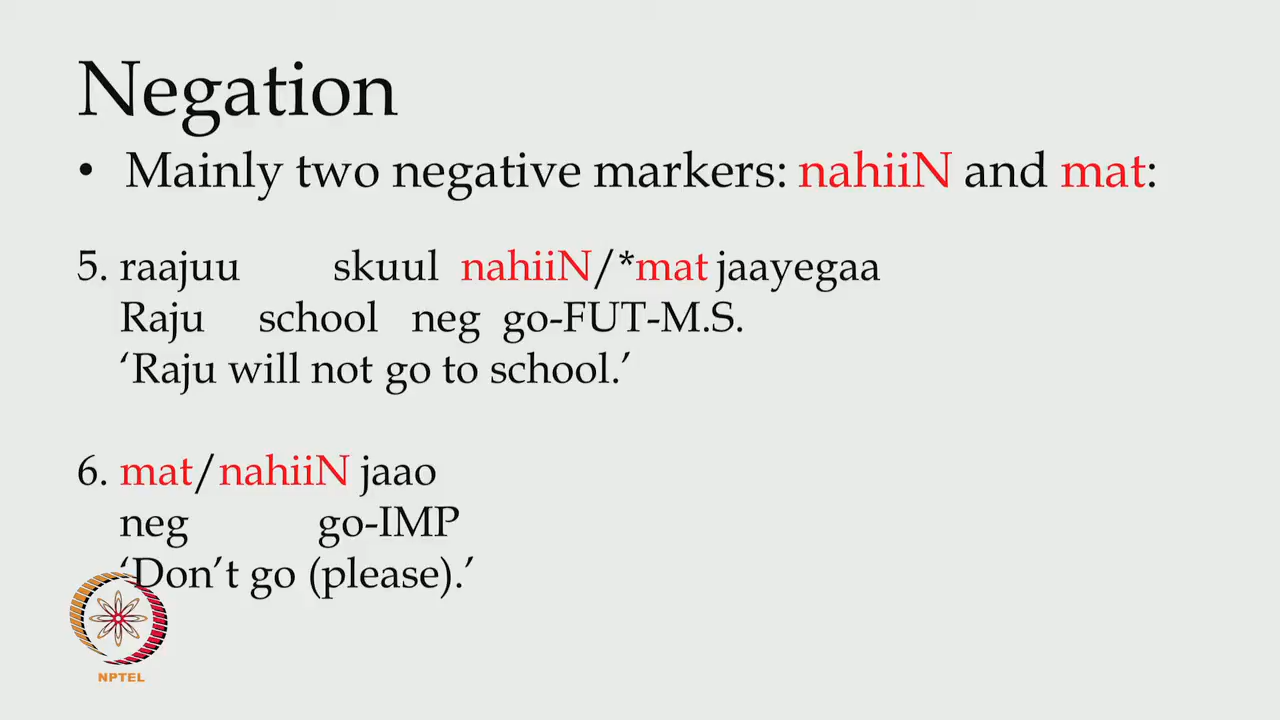 Negation
• Mainly two negative markers: nahiiN and mat:
5. raajuu skuul nahiiN/*mat jaayegaa
Raju school neg go-FUT-M.S.
‘Raju will not go to school.’
6. mat/nahiiN jaao
neg go-IMP
‘Don’t go (please).’
NPTEL